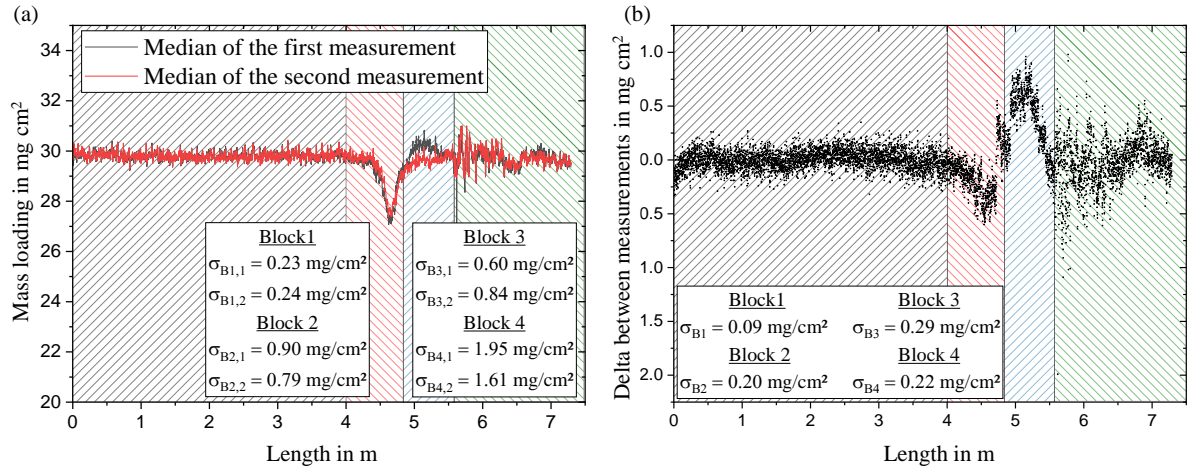 (a)
35
30
28
26
24
22
20
Mass loading in mg cm²
Median of the first measurement
Median of the second measurement
Block1
σB1,1 = 0.23 mg/cm²
σB1,2 = 0.24 mg/cm²
Block 2
σB2,1 = 0.90 mg/cm²
σB2,2 = 0.79 mg/cm²
Block 3
σB3,1 = 0.60 mg/cm²
σB3,2 = 0.84 mg/cm²
Block 4
σB4,1 = 1.95 mg/cm²
σB4,2 = 1.61 mg/cm²
0 1 2 3 4 5 6 7
Length in m
(b)
1.0
0.5
0.0
0.5
1.0
1.5
2.0
Delta between measurements in mg cm²
Block1
σB1 = 0.09 mg/cm²
Block 2
σB2 = 0.20 mg/cm²
Block 3
σB3 = 0.29 mg/cm²
Block 4
σB4 = 0.22 mg/cm²
0 1 2 3 4 5 6 7
Length in m